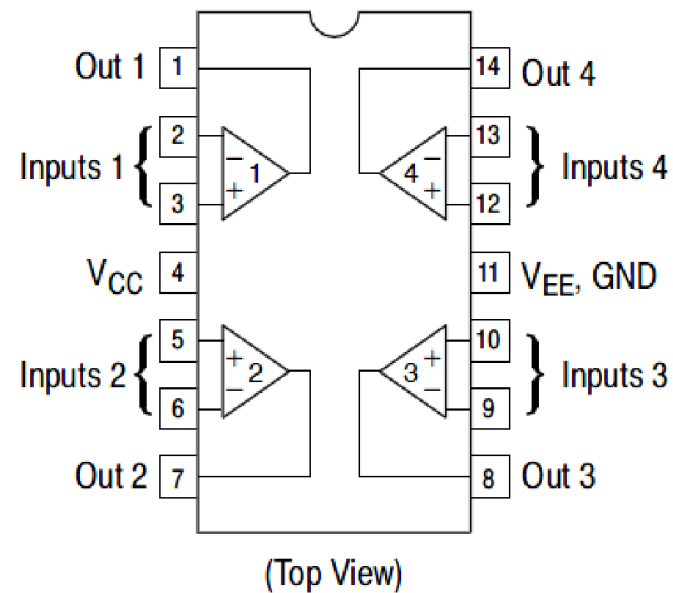 Out 1 1 14 Out 4
Inputs 1 { 2 − 1 4 − 13 } Inputs 4
3 + + 12
VCC 4 11 VEE, GND
Inputs 2 { 5 + 2 3 + 10 } Inputs 3
6 − − 9
Out 2 7 8 Out 3
(Top View)